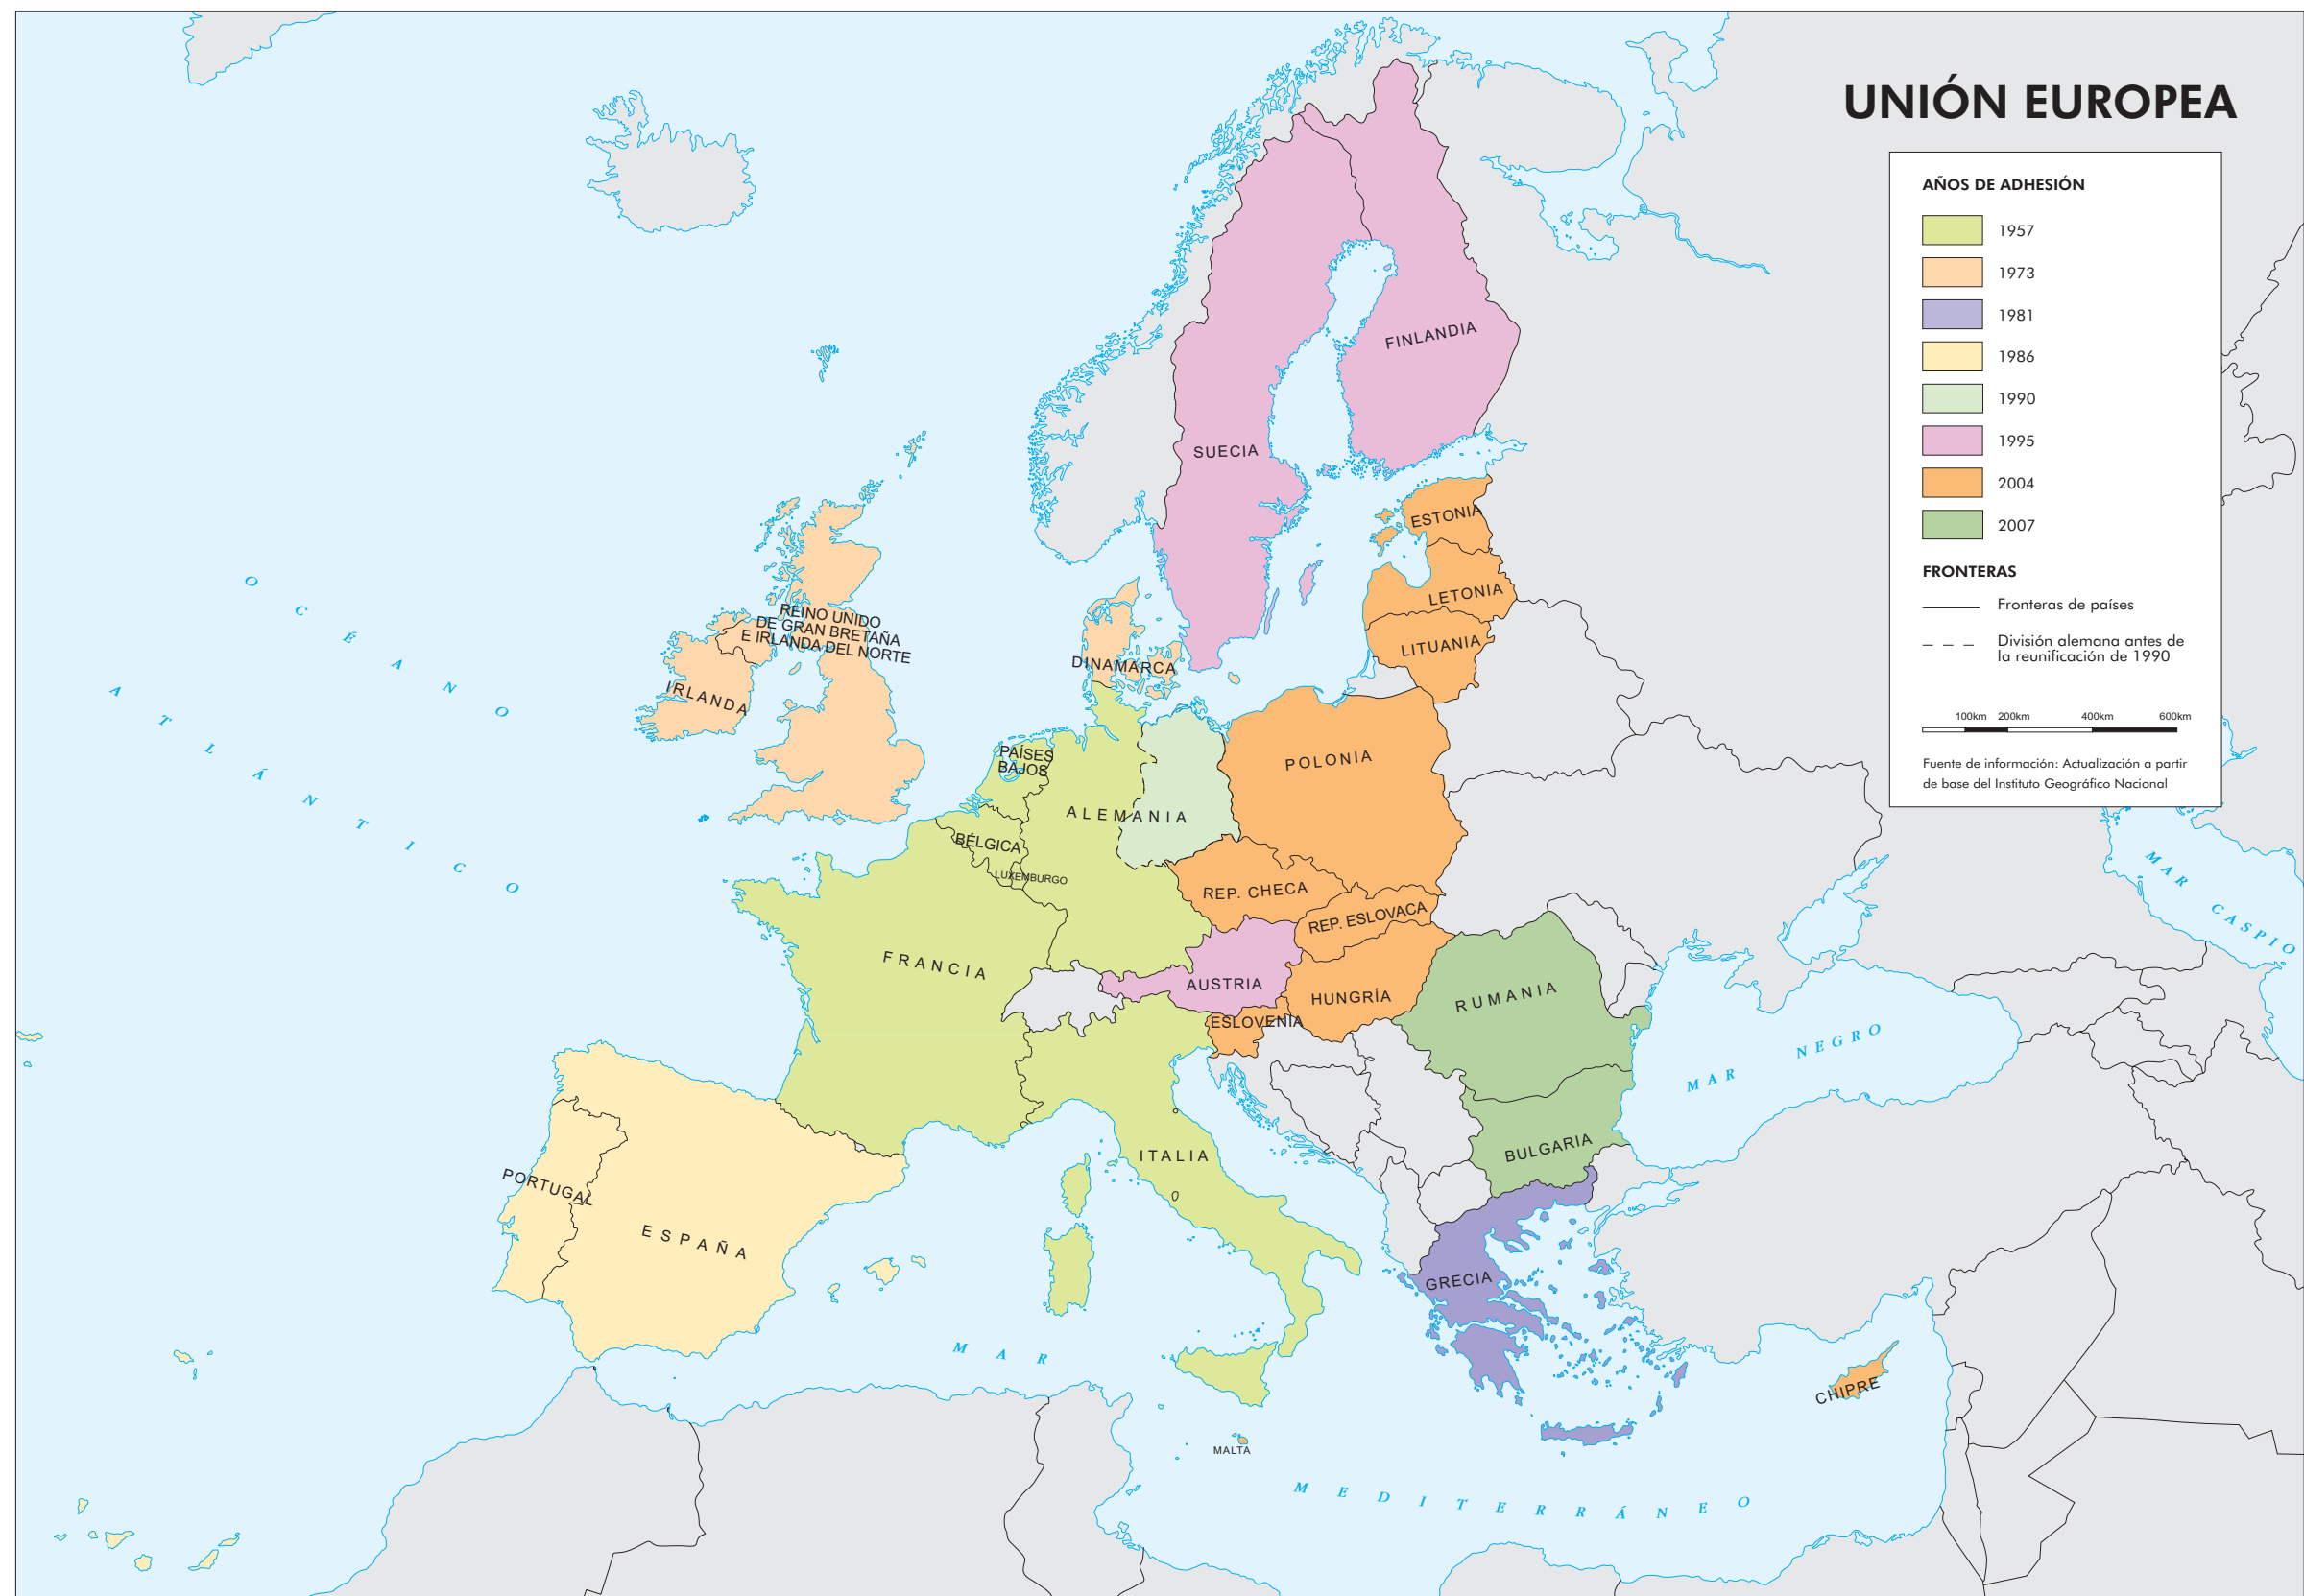 UNIÓN EUROPEA
AÑOS DE ADHESIÓN
1957
1973
1981
1986
1990
1995
2004
2007
FRONTERAS
Fronteras de países
División alemana antes de
la reunificación de 1990
100km 200km 400km 600km
Fuente de información: Actualización a partir
de base del Instituto Geográfico Nacional
FINLANDIA
SUECIA
ESTONIA
LETONIA
LITUANIA
REINO UNIDO
DE GRAN BRETAÑA
E IRLANDA DEL NORTE
IRLANDA
DINAMARCA
OCÉANO
ATLÁNTICO
PAÍSES
BAJOS
POLONIA
ALEMANIA
BÉLGICA
LUXEMBURGO
REP. CHECA
REP. ESLOVACA
FRANCIA
AUSTRIA
HUNGRÍA
ESLOVENIA
RUMANIA
MAR CASPIO
MAR NEGRO
BULGARIA
ITALIA
PORTUGAL
ESPAÑA
GRECIA
CHIPRE
MALTA
MAR
MEDITERRÁNEO